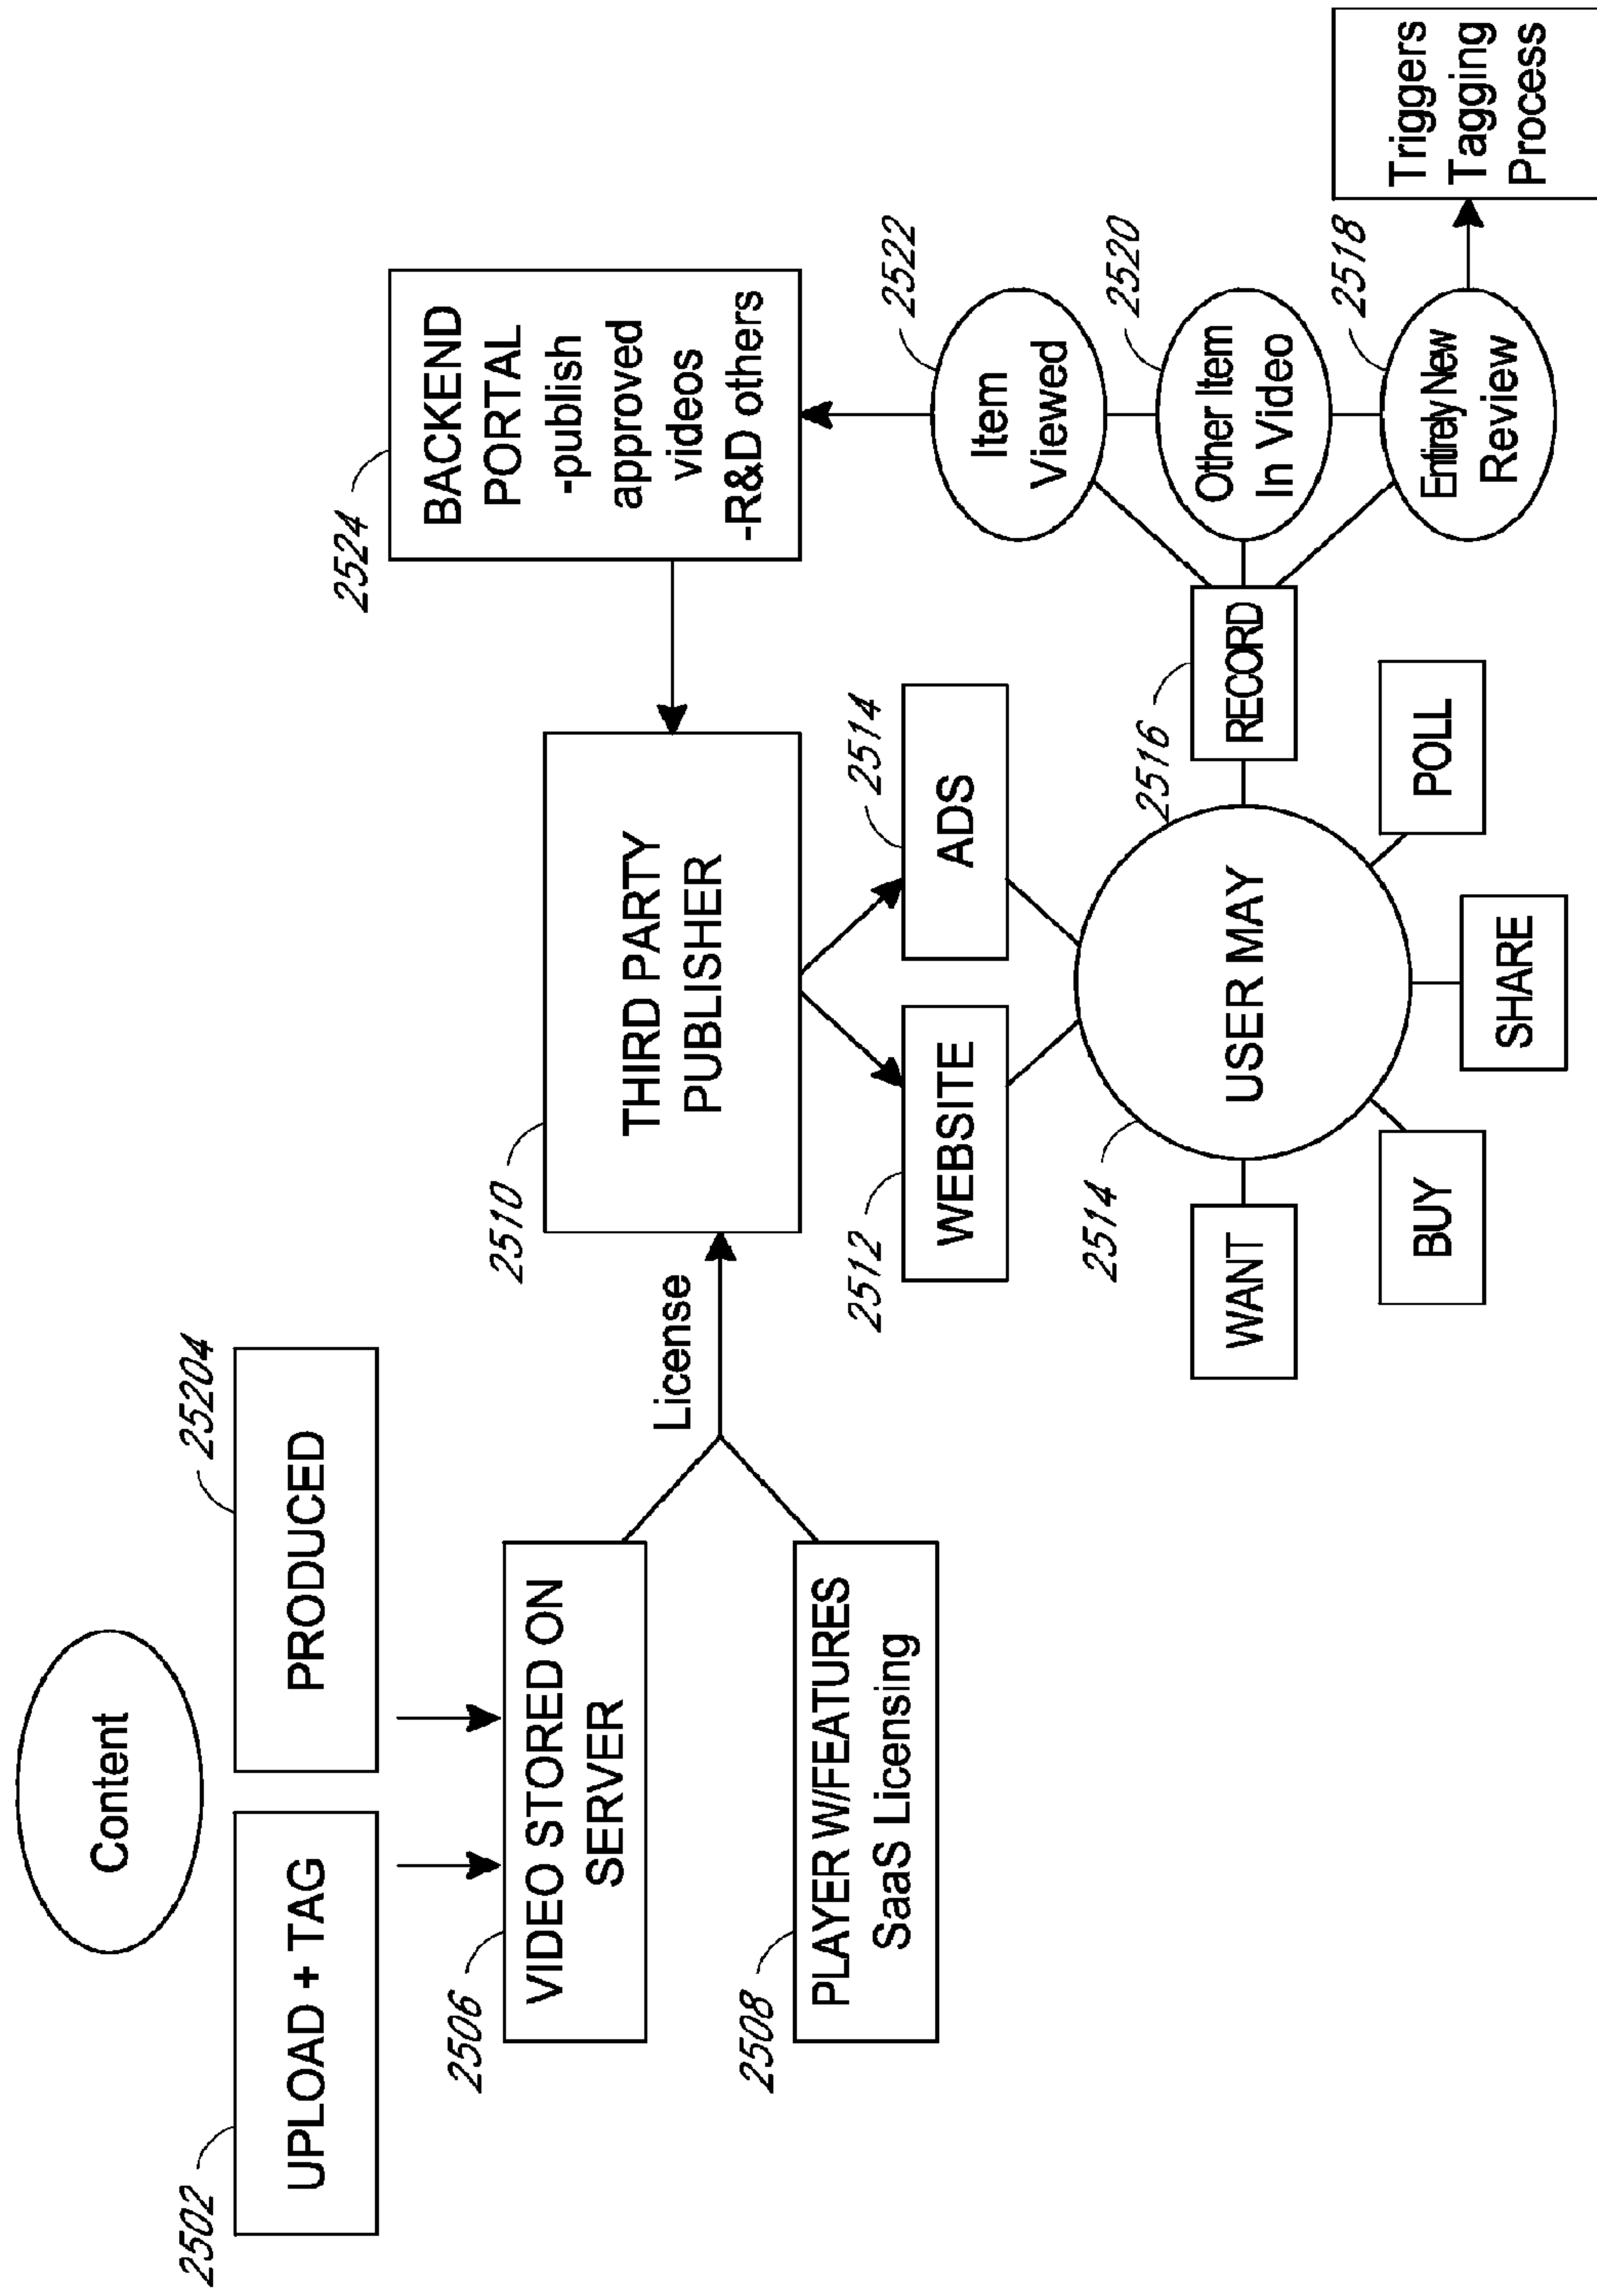 Content
2502
UPLOAD + TAG
25204
PRODUCED
2506
VIDEO STORED ON
SERVER
2508
PLAYER W/FEATURES
SaaS Licensing
License
2510
THIRD PARTY
PUBLISHER
2524
BACKEND
PORTAL
-publish
approved
videos
-R&D others
2512
WEBSITE
2514
ADS
2514
USER MAY
WANT
BUY
SHARE
POLL
2516
RECORD
2522
Item
Viewed
2520
Other Item
In Video
2518
Entirely New
Review
Triggers
Tagging
Process